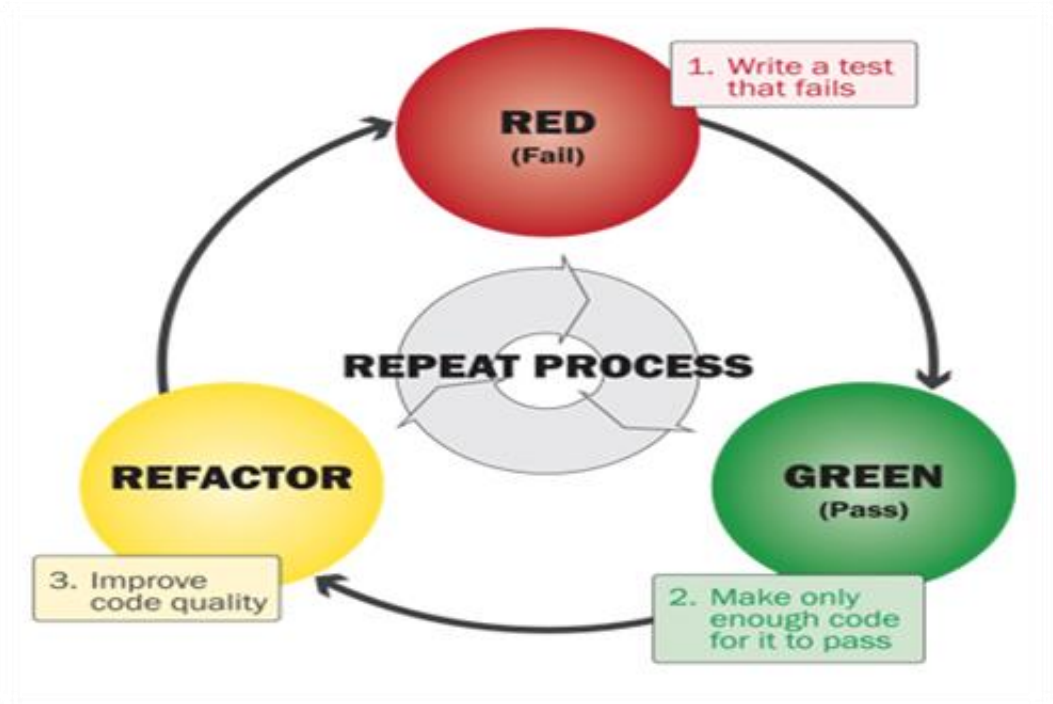 RED
(Fail)
1. Write a test
that fails
REPEAT PROCESS
REFACTOR
GREEN
(Pass)
3. Improve
code quality
2. Make only
enough code
for it to pass